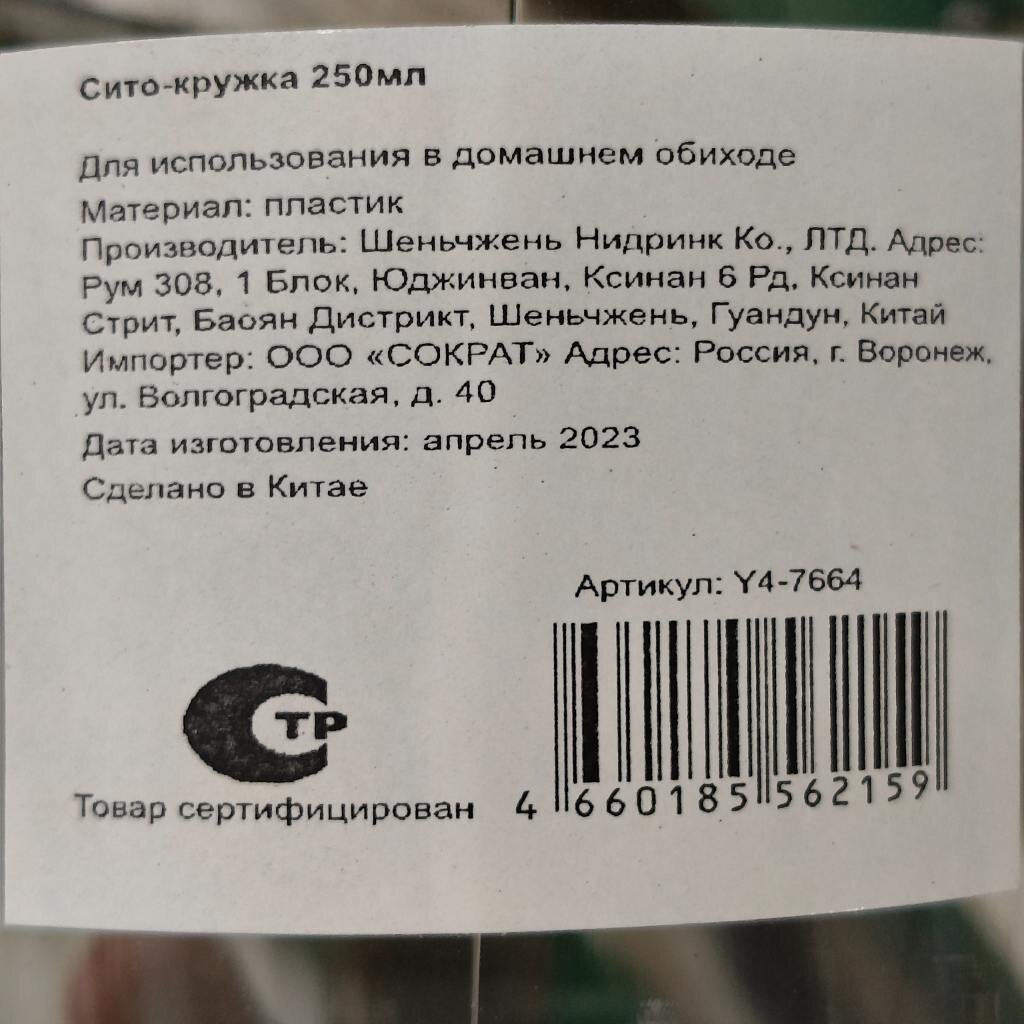 Сито-кружка 250мл
Для использования в домашнем обиходе
Материал: пластик
Производитель: Шеньчжень Нидринк Ко., ЛТД. Адрес:
Рум 308, 1 Блок, Юджинван, Ксинан 6 Рд, Ксинан
Стрит, Баоян Дистрикт, Шеньчжень, Гуандун, Китай
Импортер: ООО «СОКРАТ» Адрес: Россия, г. Воронеж,
ул. Волгоградская, д. 40
Дата изготовления: апрель 2023
Сделано в Китае
Артикул: Y4-7664
СТР
Товар сертифицирован
4 660185 562159